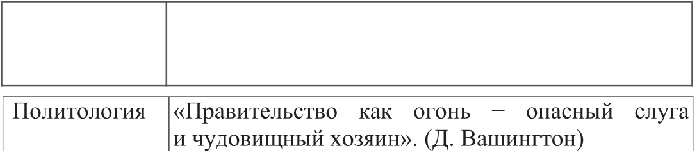 Политология «Правительство как огонь – опасный слуга
и чудовищный хозяин». (Д. Вашингтон)